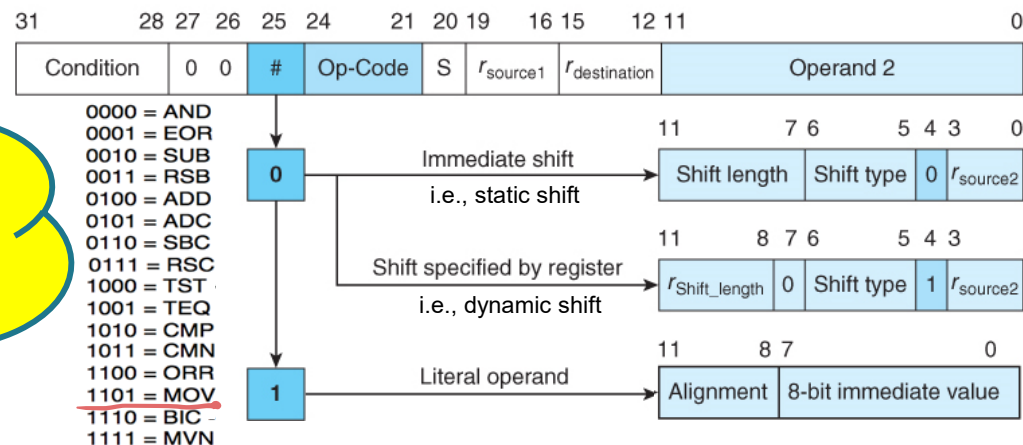 31 28 27 26 25 24 21 20 19 16 15 12 11 0
Condition 0 0 # Op-Code S rsource1 rdestination Operand 2
0000 = AND
0001 = EOR
0010 = SUB
0011 = RSB
0100 = ADD
0101 = ADC
0110 = SBC
0111 = RSC
1000 = TST
1001 = TEQ
1010 = CMP
1011 = CMN
1100 = ORR
1101 = MOV
1110 = BIC
1111 = MVN
0
Immediate shift
i.e., static shift
11 7 6 5 4 3 0
Shift length Shift type 0 rsource2
Shift specified by register
i.e., dynamic shift
11 8 7 6 5 4 3
rShift_length 0 Shift type 1 rsource2
1
Literal operand
11 8 7 0
Alignment 8-bit immediate value